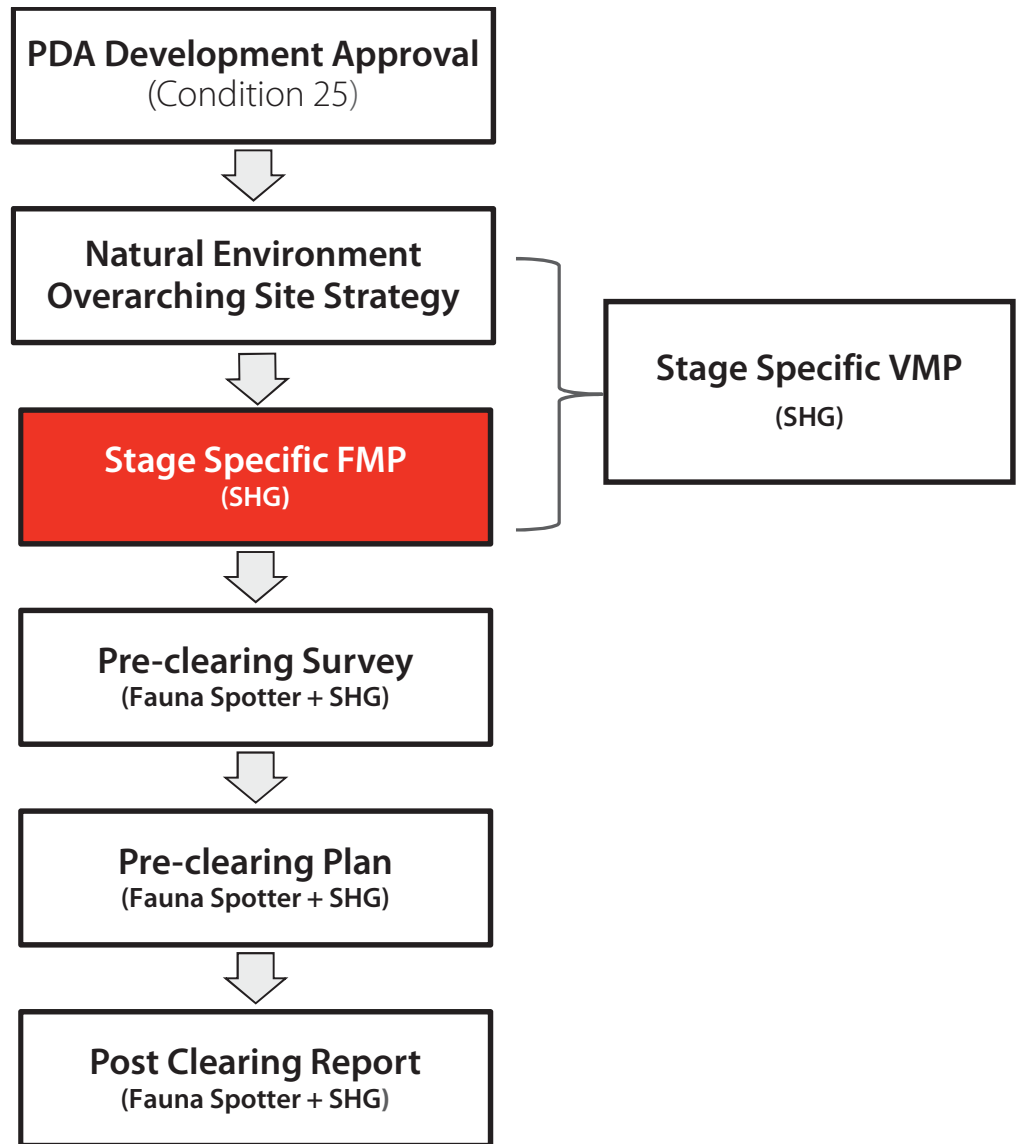 PDA Development Approval
(Condition 25)
Natural Environment
Overarching Site Strategy
Stage Specific VMP
(SHG)
Stage Specific FMP
(SHG)
Pre-clearing Survey
(Fauna Spotter + SHG)
Pre-clearing Plan
(Fauna Spotter + SHG)
Post Clearing Report
(Fauna Spotter + SHG)